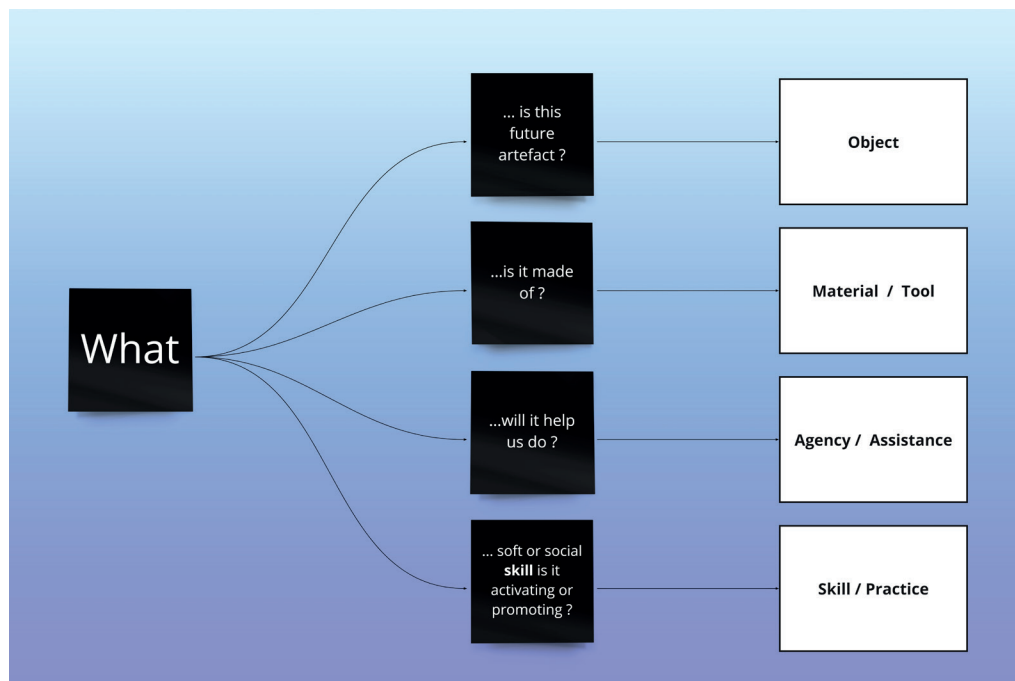 What
... is this
future
artefact ?
Object
...is it made
of ?
Material / Tool
...will it help
us do ?
Agency / Assistance
... soft or social
skill is it
activating or
promoting ?
Skill / Practice